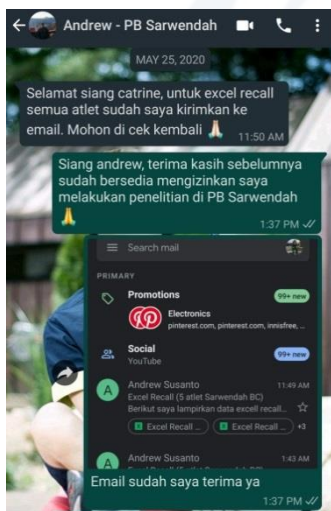 Andrew - PB Sarwendah
MAY 25, 2020
Selamat siang catrine, untuk excel recall
semua atlet sudah saya kirimkan ke
email. Mohon di cek kembali 🙏🏻
11:50 AM
Siang andrew, terima kasih sebelumnya
sudah bersedia mengizinkan saya
melakukan penelitian di PB Sarwendah
🙏
1:37 PM
Search mail
PRIMARY
Promotions
99+ new
Electronics
pinterest.com, pinterest.com, innisfree, ...
Social
99+ new
YouTube
Andrew Susanto
11:49 AM
Excel Recall (5 atlet Sarwendah BC)
Berikut saya lampirkan data excell recall...
Excel Recall ...
Excel Recall ...
+3
Andrew Susanto
1:43 AM
Email sudah saya terima ya
1:37 PM